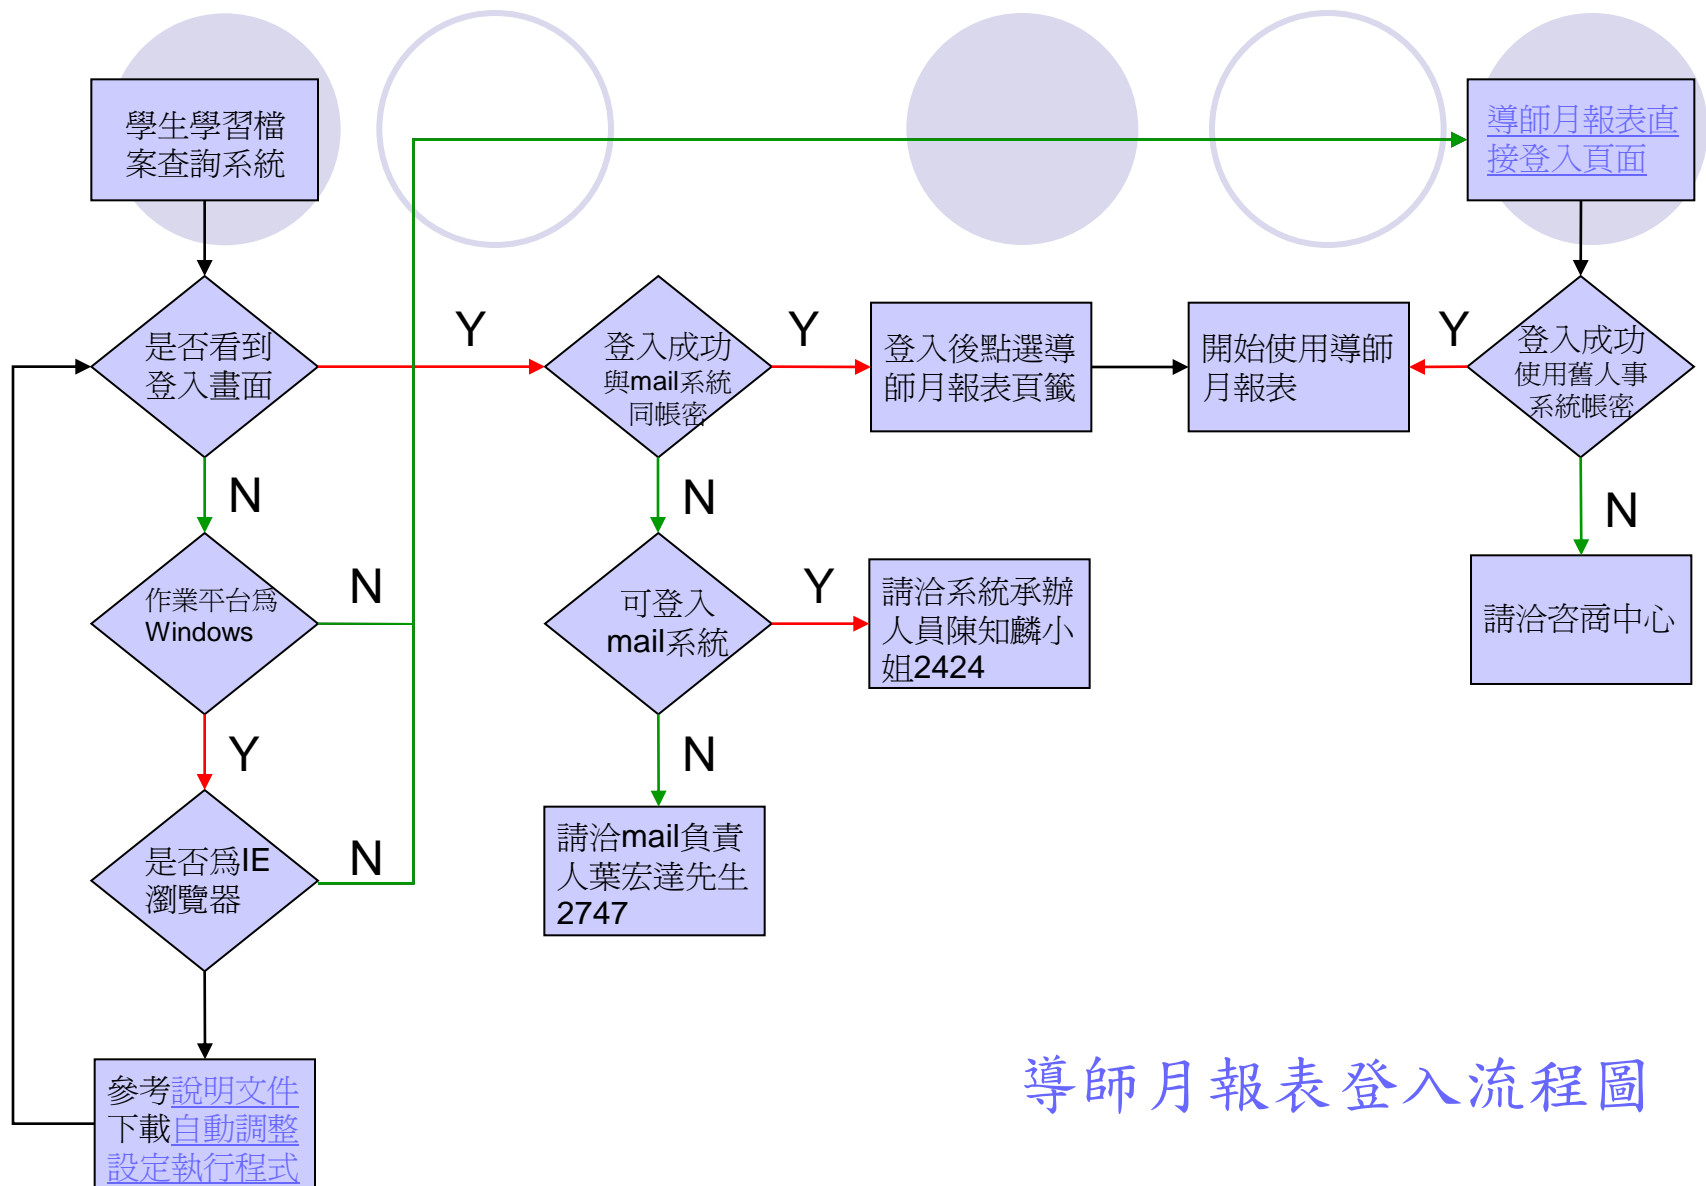 學生學習檔
案查詢系統
導師月報表直
接登入頁面
是否看到
登入畫面
Y
登入成功
與mail系統
同帳密
Y
登入後點選導
師月報表頁籤
開始使用導師
月報表
Y
登入成功
使用舊人事
系統帳密
N
N
N
作業平台為
Windows
N
可登入
mail系統
Y
請洽系統承辦
人員陳知麟小
姐2424
請洽咨商中心
Y
N
是否為IE
瀏覽器
N
請洽mail負責
人葉宏達先生
2747
參考說明文件
下載自動調整
設定執行程式
導師月報表登入流程圖